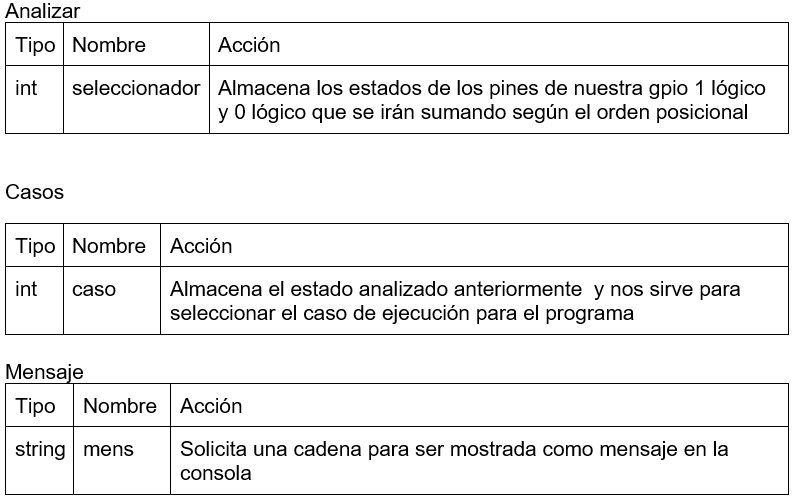 Analizar
Tipo Nombre Acción
int seleccionador Almacena los estados de los pines de nuestra gpio 1 lógico
y 0 lógico que se irán sumando según el orden posicional
Casos
Tipo Nombre Acción
int caso Almacena el estado analizado anteriormente y nos sirve para
seleccionar el caso de ejecución para el programa
Mensaje
Tipo Nombre Acción
string mens Solicita una cadena para ser mostrada como mensaje en la
consola